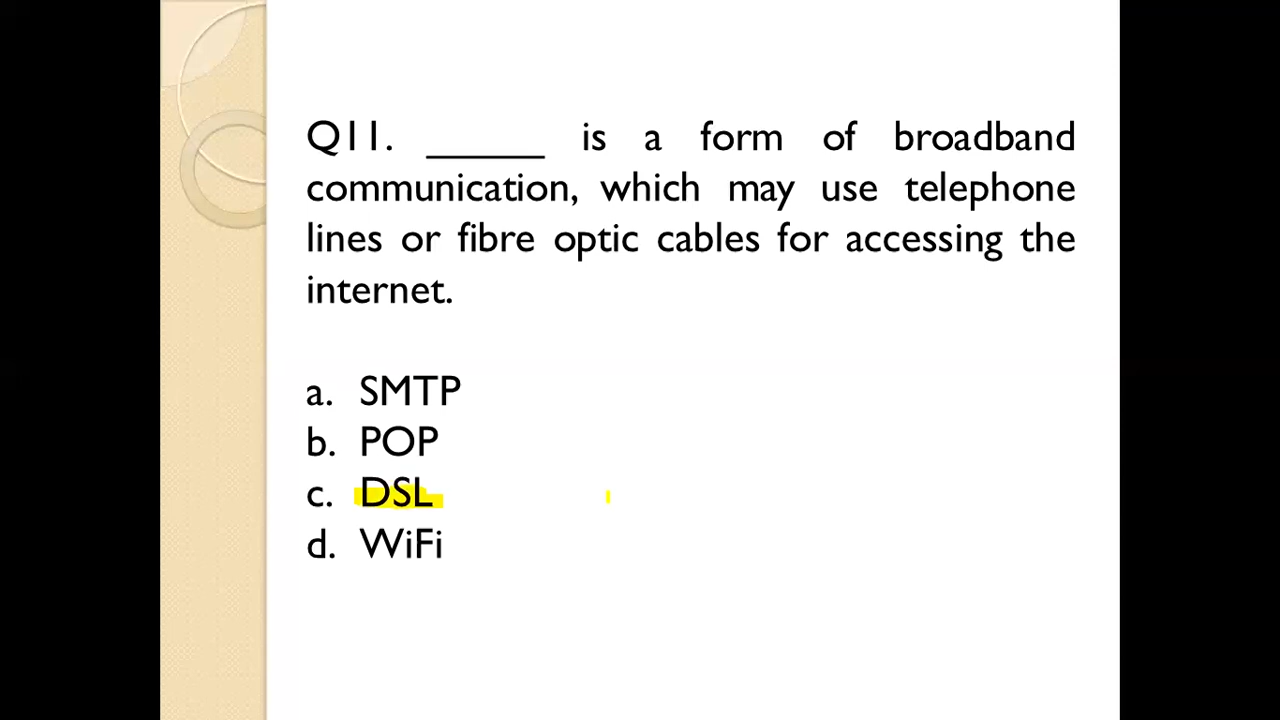 Q11. ______ is a form of broadband
communication, which may use telephone
lines or fibre optic cables for accessing the
internet.
a. SMTP
b. POP
c. DSL
d. WiFi